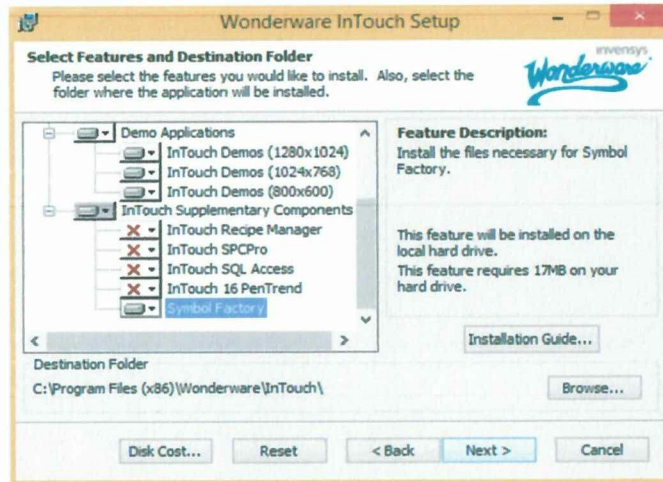 Wonderware InTouch Setup
Select Features and Destination Folder
Please select the features you would like to install. Also, select the
folder where the application will be installed.
invensys
Wonderware
Demo Applications
InTouch Demos (1280x1024)
InTouch Demos (1024x768)
InTouch Demos (800x600)
InTouch Supplementary Components
InTouch Recipe Manager
InTouch SPCPro
InTouch SQL Access
InTouch 16 PenTrend
Symbol Factory
Feature Description:
Install the files necessary for Symbol
Factory.
This feature will be installed on the
local hard drive.
This feature requires 17MB on your
hard drive.
Installation Guide...
Destination Folder
C:\Program Files (x86)\Wonderware\InTouch\
Browse...
Disk Cost...
Reset
< Back
Next >
Cancel